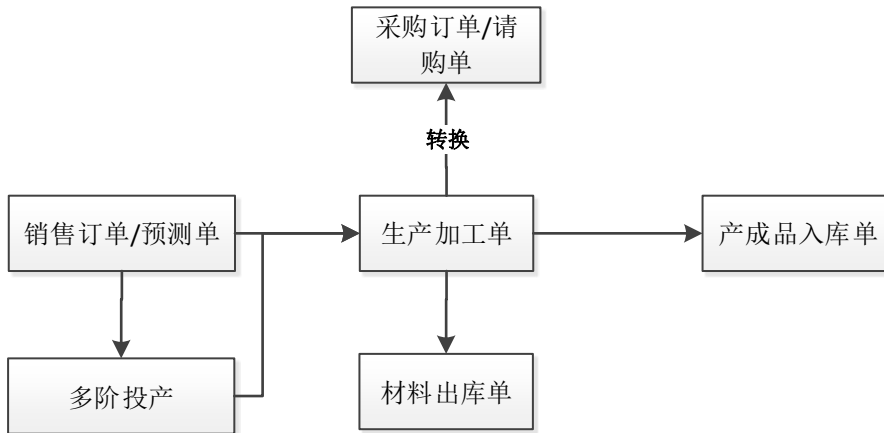 采购订单/请
购单
转换
销售订单/预测单
生产加工单
产成品入库单
多阶投产
材料出库单